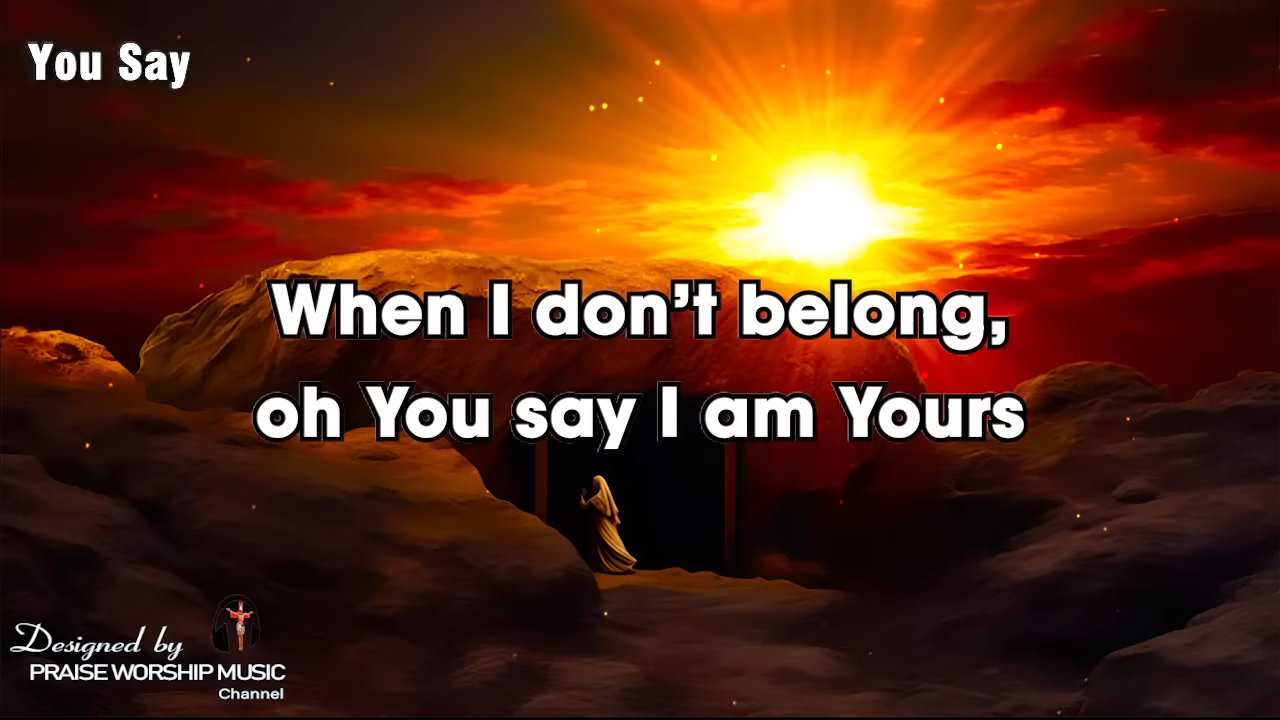 You Say
When I don't belong,
oh You say I am Yours
Designed by
PRAISE WORSHIP MUSIC
Channel